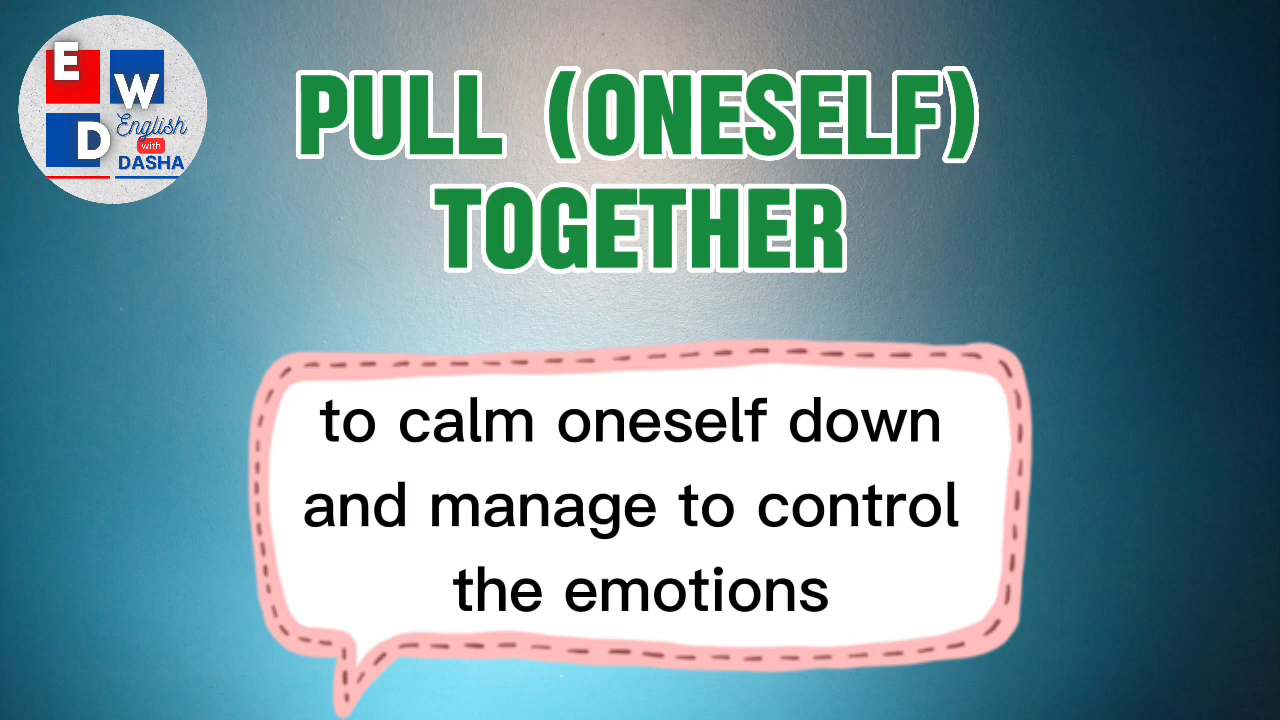 E
W
D
English
with
DASHA
PULL (ONESELF)
TOGETHER
to calm oneself down
and manage to control
the emotions